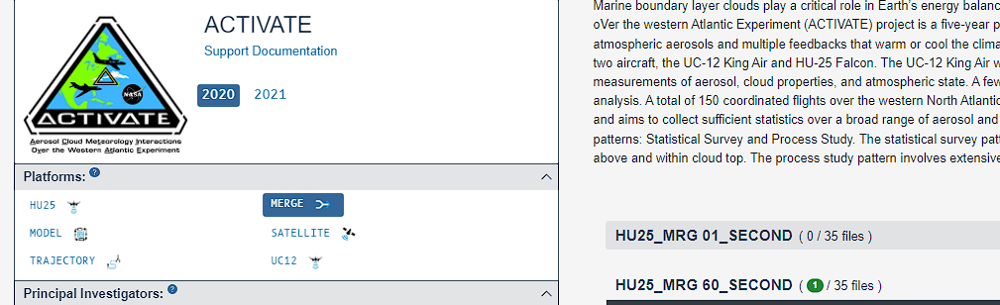 ACTIVATE
Support Documentation
2020 2021
NASA
ACTIVATE
Aerosol Cloud Meteorology Interactions
Over the Western Atlantic Experiment
Platforms: ?
HU25 MERGE
MODEL SATELLITE
TRAJECTORY UC12
Principal Investigators: ?
Marine boundary layer clouds play a critical role in Earth's energy balanc
oVer the western Atlantic Experiment (ACTIVATE) project is a five-year p
atmospheric aerosols and multiple feedbacks that warm or cool the clima
two aircraft, the UC-12 King Air and HU-25 Falcon. The UC-12 King Air w
measurements of aerosol, cloud properties, and atmospheric state. A few
analysis. A total of 150 coordinated flights over the western North Atlantic
and aims to collect sufficient statistics over a broad range of aerosol and
patterns: Statistical Survey and Process Study. The statistical survey patt
above and within cloud top. The process study pattern involves extensive
HU25_MRG 01_SECOND ( 0 / 35 files )
HU25_MRG 60_SECOND ( 1 / 35 files )